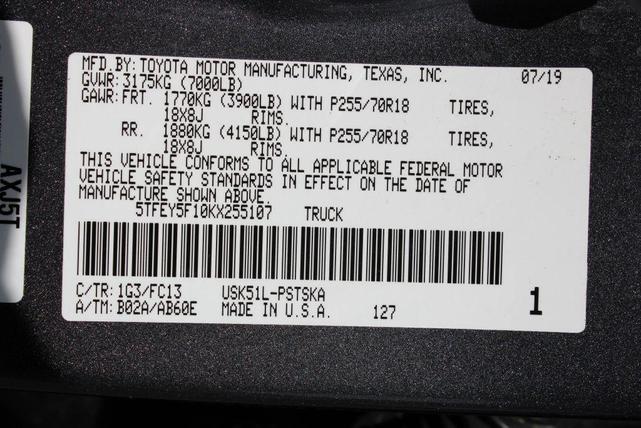 MFD.BY: TOYOTA MOTOR MANUFACTURING, TEXAS, INC. 07/19
GVWR: 3175KG (7000LB)
GAWR: FRT. 1770KG (3900LB) WITH P255/70R18 TIRES,
18X8J RIMS.
RR. 1880KG (4150LB) WITH P255/70R18 TIRES,
18X8J RIMS.
THIS VEHICLE CONFORMS TO ALL APPLICABLE FEDERAL MOTOR
VEHICLE SAFETY STANDARDS IN EFFECT ON THE DATE OF
MANUFACTURE SHOWN ABOVE.
5TFEY5F10KX255107 TRUCK
C/TR: 1G3/FC13 USK51L-PSTSKA
A/TM: B02A/AB60E MADE IN U.S.A. 127 1
AXJ5T